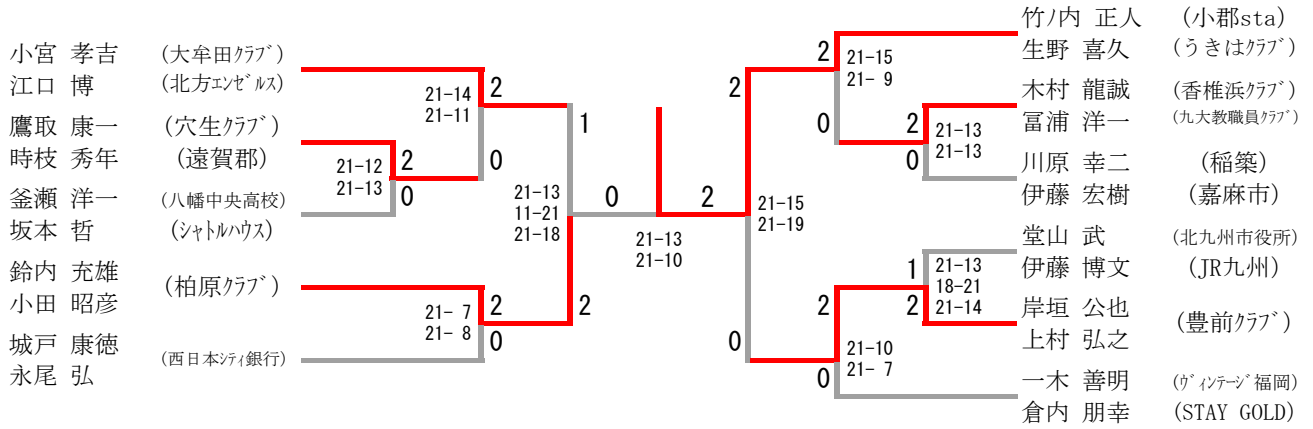 小宮 孝吉 (大牟田ｸﾗﾌﾞ)
江口 博 (北方ｴﾝｾﾞﾙｽ)
鷹取 康一 (穴生ｸﾗﾌﾞ)
時枝 秀年 (遠賀郡)
釜瀬 洋一 (八幡中央高校)
坂本 哲 (ｼｬﾄﾙﾊｳｽ)
鈴内 充雄
小田 昭彦
(柏原ｸﾗﾌﾞ)
城戸 康徳
永尾 弘
(西日本ｼﾃｨ銀行)
2
21-14
21-11
0
2
21-12
21-13
0
1
21-13
11-21
21-18
2
2
21- 7
21- 8
0
0
2
21-13
21-10
2
21-15
21-19
0
2
21-15
21- 9
0
2
21-13
21-13
0
1
21-13
18-21
21-14
2
2
21-10
21- 7
0
竹ﾉ内 正人 (小郡sta)
生野 喜久 (うきはｸﾗﾌﾞ)
木村 龍誠 (香椎浜ｸﾗﾌﾞ)
冨浦 洋一 (九大教職員ｸﾗﾌﾞ)
川原 幸二 (稲築)
伊藤 宏樹 (嘉麻市)
堂山 武 (北九州市役所)
伊藤 博文 (JR九州)
岸垣 公也
上村 弘之
(豊前ｸﾗﾌﾞ)
一木 善明 (ｳﾞｨﾝﾃｰｼﾞ福岡)
倉内 朋幸 (STAY GOLD)